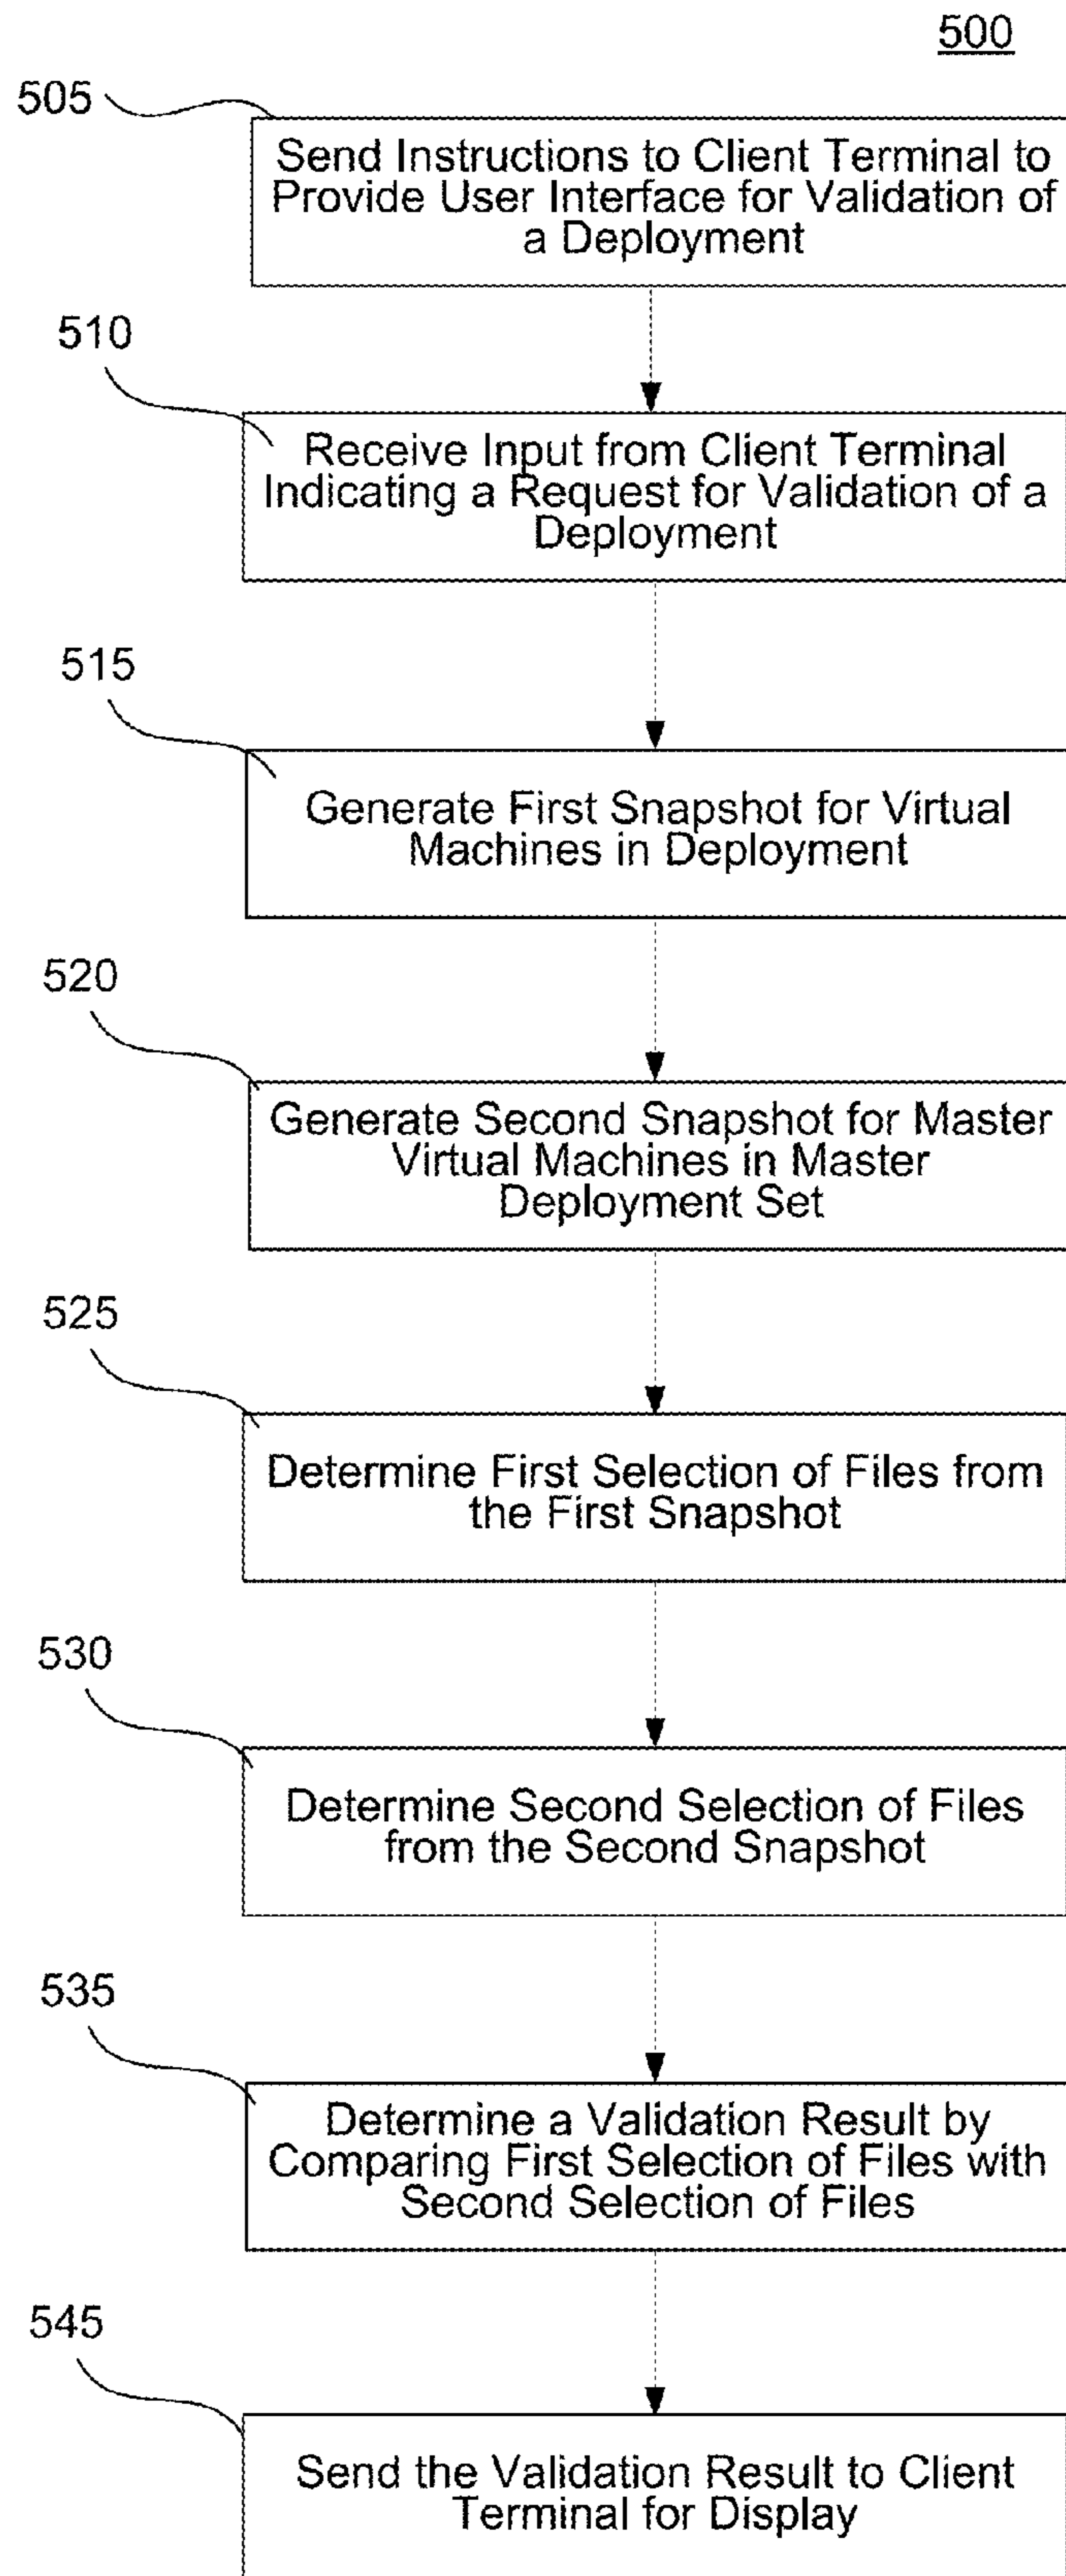 500
505
Send Instructions to Client Terminal to
Provide User Interface for Validation of
a Deployment
510
Receive Input from Client Terminal
Indicating a Request for Validation of a
Deployment
515
Generate First Snapshot for Virtual
Machines in Deployment
520
Generate Second Snapshot for Master
Virtual Machines in Master
Deployment Set
525
Determine First Selection of Files from
the First Snapshot
530
Determine Second Selection of Files
from the Second Snapshot
535
Determine a Validation Result by
Comparing First Selection of Files with
Second Selection of Files
545
Send the Validation Result to Client
Terminal for Display